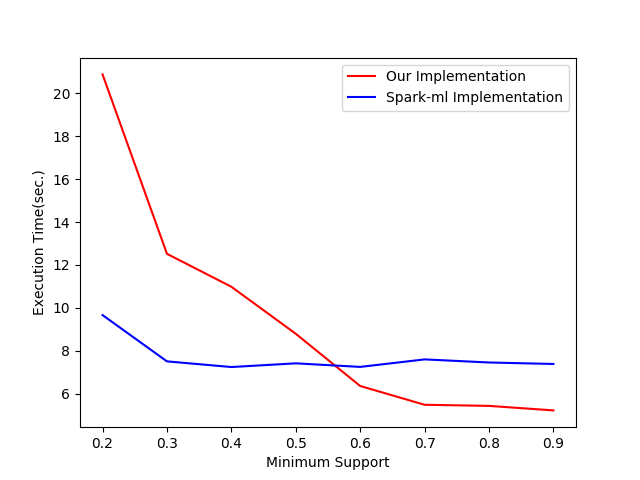 Our Implementation
Spark-ml Implementation
20
18
16
14
12
10
8
6
Execution Time(sec.)
0.2 0.3 0.4 0.5 0.6 0.7 0.8 0.9
Minimum Support